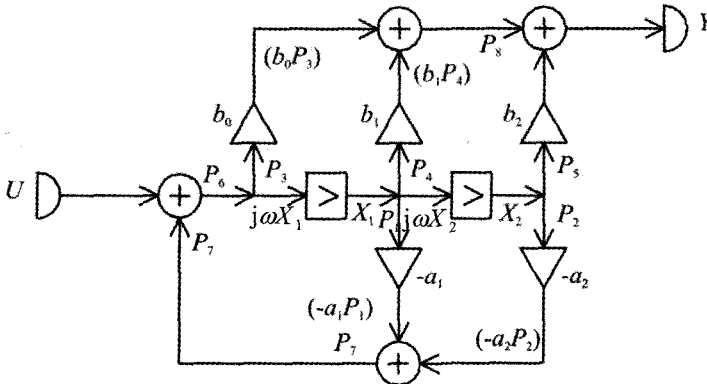 Y
P₈
(b₀P₃)
(b₁P₄)
b₀
b₁
b₂
U
P₆
P₃
P₄
P₅
+
+
+
+
>
>
jωX₁
X₁
P₁
jωX₂
X₂
P₂
P₇
-a₁
-a₂
(-a₁P₁)
P₇
(-a₂P₂)